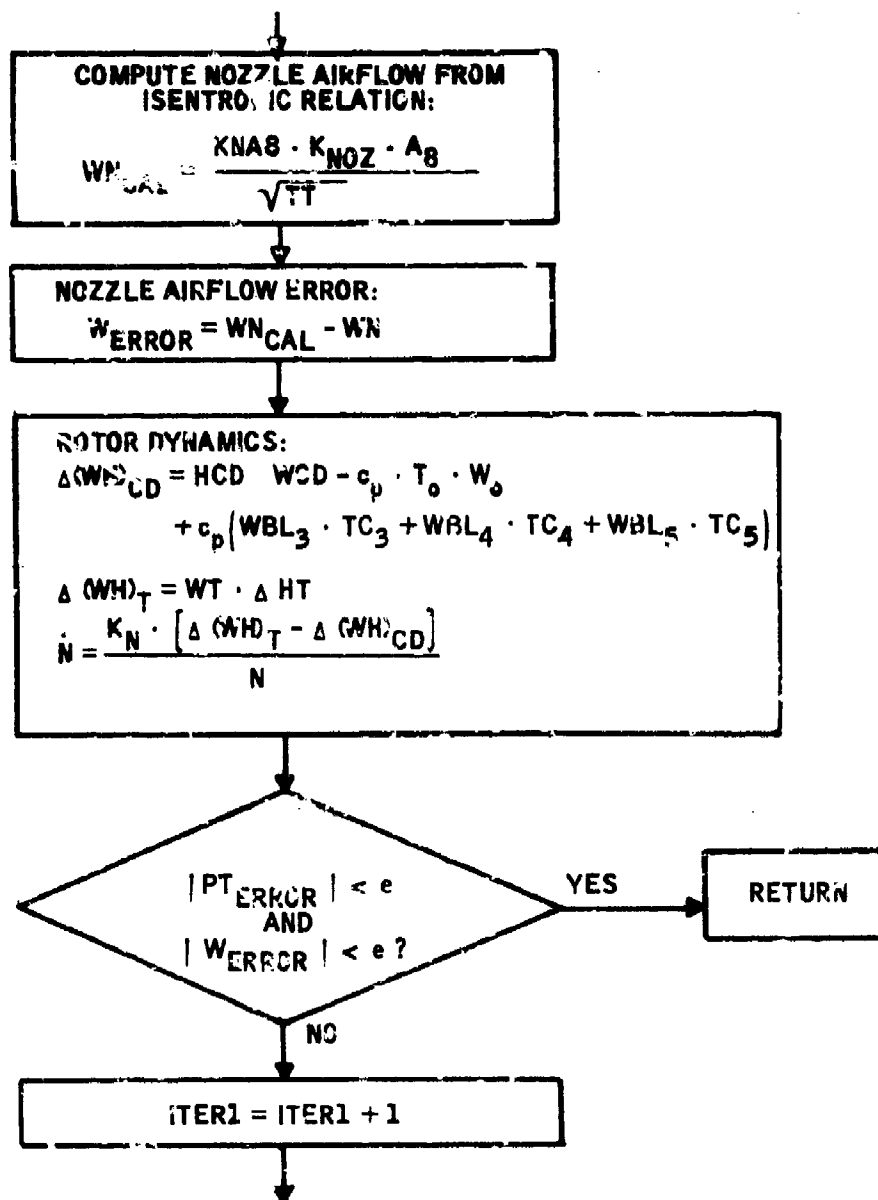 COMPUTE NOZZLE AIRFLOW FROM
ISENTROPIC RELATION:
WN_CAL = (KNA8 · K_NOZ · A_8) / √TT
NOZZLE AIRFLOW ERROR:
W_ERROR = WN_CAL - WN
ROTOR DYNAMICS:
Δ(WH)_CD = HCD WCD - c_p · T_o · W_o
+ c_p(WBL_3 · TC_3 + WBL_4 · TC_4 + WBL_5 · TC_5)
Δ (WH)_T = WT · Δ HT
Ṅ = K_N · [Δ (WH)_T - Δ (WH)_CD] / N
|PT_ERROR| < e
AND
|W_ERROR| < e ?
YES
RETURN
NO
ITER1 = ITER1 + 1